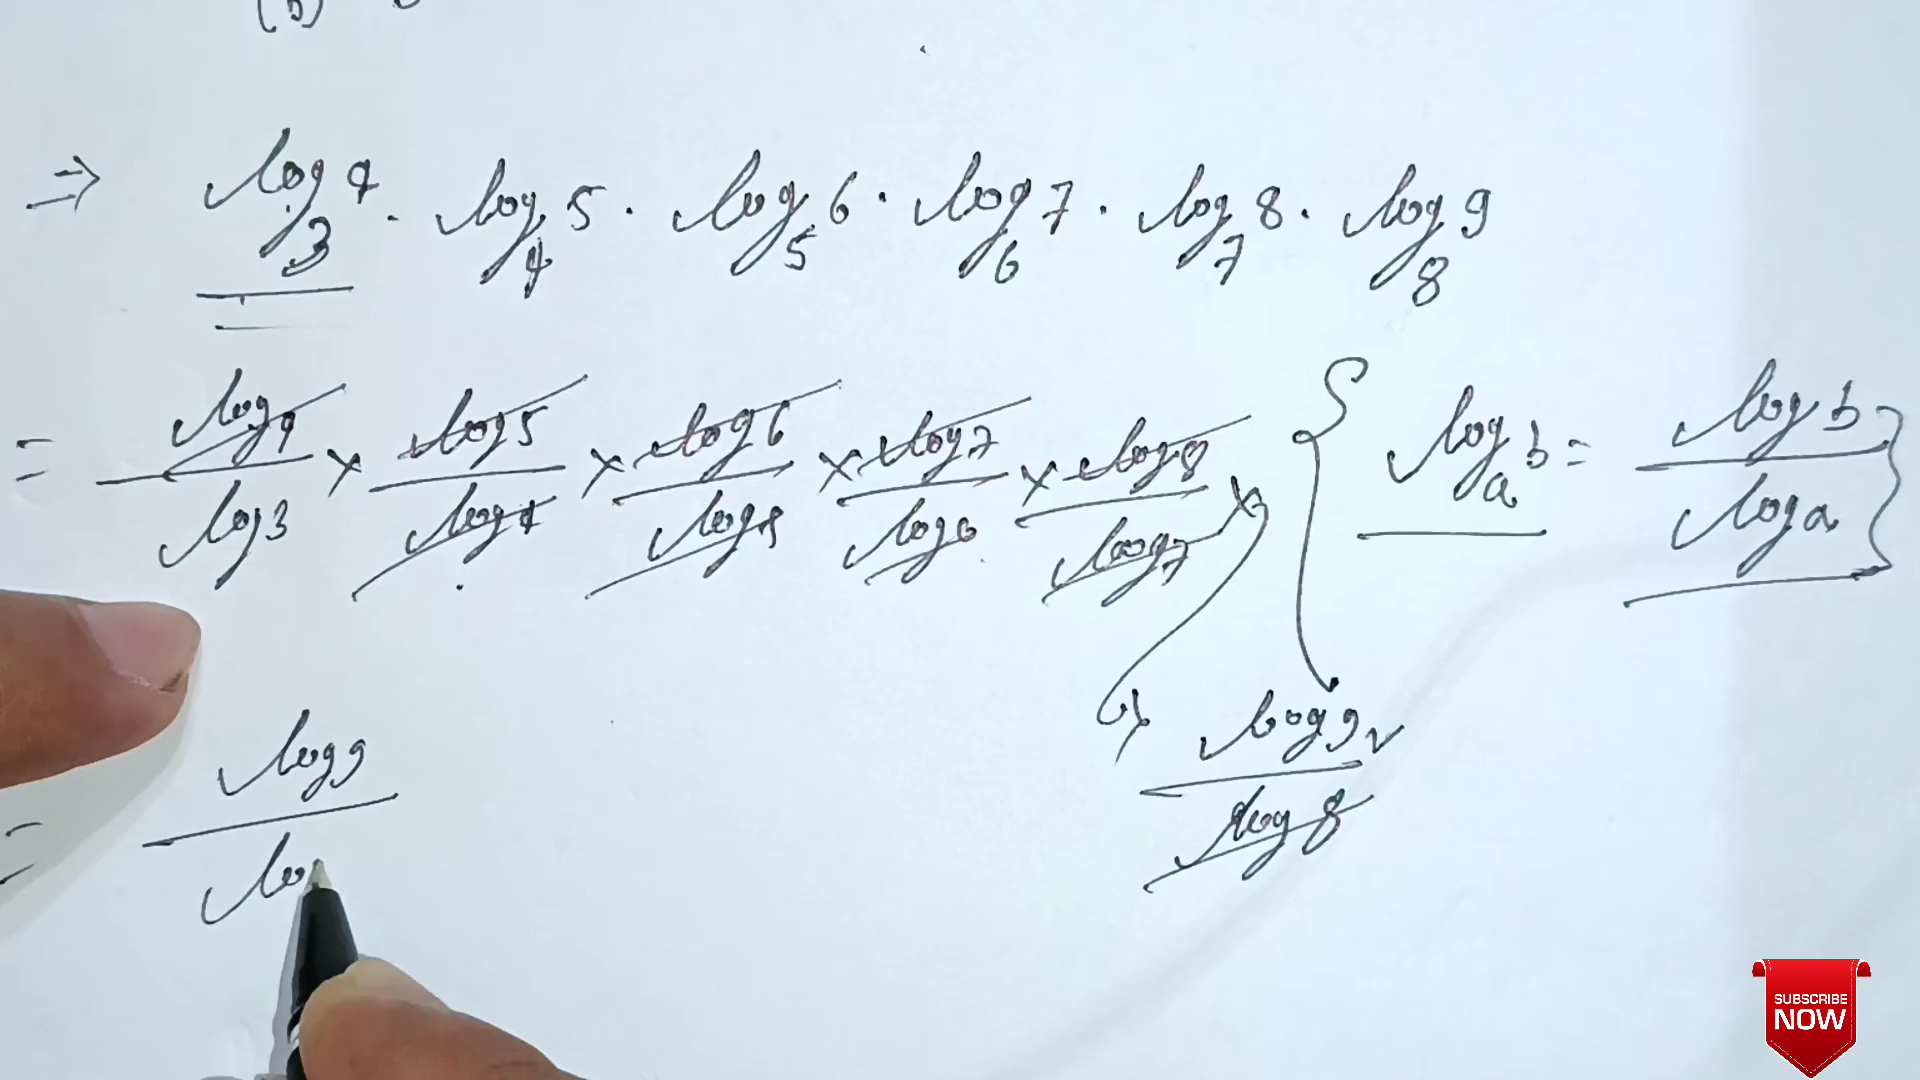 (b)
⇒ log₃4 · log₄5 · log₅6 · log₆7 · log₇8 · log₈9
= log4/log3 × log5/log4 × log6/log5 × log7/log6 × log8/log7 × { logₐb = log b/log a }
× log9/log8
= log9/lo
SUBSCRIBE
NOW